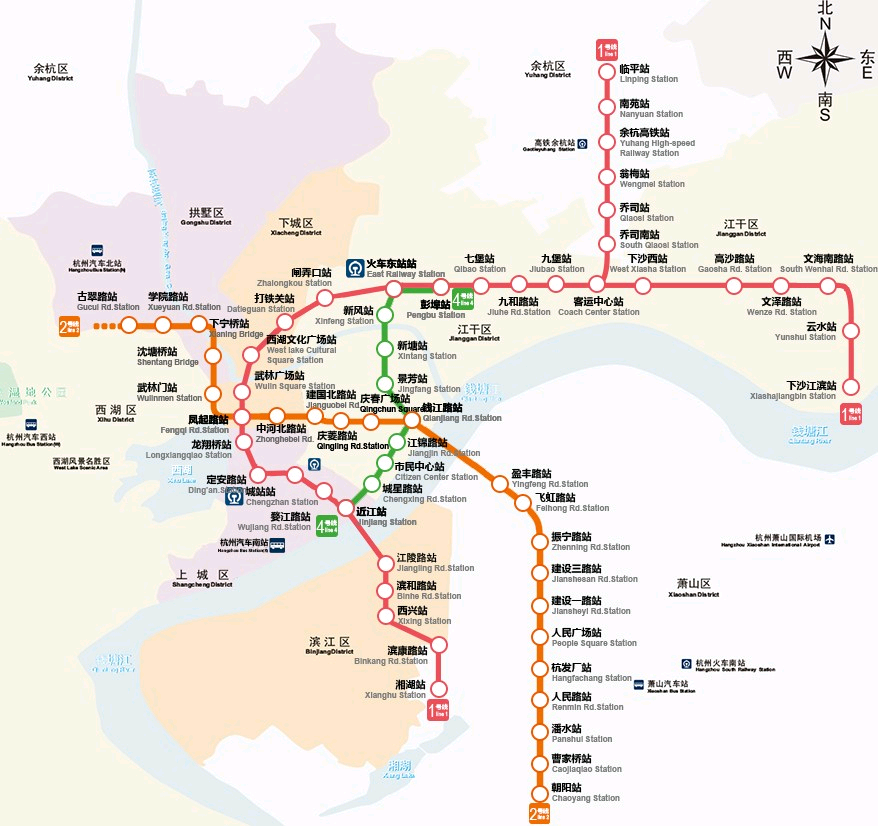 北
N
西
W
东
E
南
S
余杭区
Yuhang District
余杭区
Yuhang District
1号线
line 1
临平站
Linping Station
南苑站
Nanyuan Station
余杭高铁站
Yuhang High-speed
Railway Station
高铁余杭站
Gaotieyuhang Station
翁梅站
Wengmei Station
乔司站
Qiaosi Station
乔司南站
South Qiaosi Station
拱墅区
Gongshu District
下城区
Xiacheng District
江干区
Jianggan District
杭州汽车北站
Hangzhou Bus Station(N)
闸弄口站
Zhalongkou Station
火车东站站
East Railway Station
七堡站
Qibao Station
九堡站
Jiubao Station
下沙西站
West Xiasha Station
高沙路站
Gaosha Rd. Station
文海南路站
South Wenhai Rd. Station
古翠路站
Gucui Rd.Station
学院路站
Xueyuan Rd.Station
打铁关站
Datieguan Station
新风站
Xinfeng Station
彭埠站
Pengbu Station
4号线
line 4
九和路站
Jiuhe Rd.Station
客运中心站
Coach Center Station
文泽路站
Wenze Rd. Station
2号线
line 2
下宁桥站
Xianing Bridge
江干区
Jianggan District
云水站
Yunshui Station
沈塘桥站
Shentang Bridge
西湖文化广场站
West lake Cultural
Square Station
新塘站
Xintang Station
武林门站
Wulinmen Station
武林广场站
Wulin Square Station
景芳站
Jingfang Station
钱塘江
下沙江滨站
Xiashajiangbin Station
1号线
line 1
西湖区
Xihu District
建国北路站
Jianguobei Rd.
庆春广场站
Qingchun Square
钱江路站
Qianjiang Rd.Station
凤起路站
Fengqi Rd.Station
中河北路站
Zhonghebei Rd.
庆菱路站
Qingling Rd.Station
杭州汽车西站
Hangzhou Bus Station(W)
龙翔桥站
Longxiangqiao Station
江锦路站
Jiangjin Rd.Station
钱塘江
西湖风景名胜区
West Lake Scenic Area
西湖
市民中心站
Citizen Center Station
定安路站
Ding'an
城站站
Chengzhan Station
城星路站
Chengxing Rd.Station
盈丰路站
Yingfeng Rd.Station
飞虹路站
Feihong Rd.Station
婺江路站
Wujiang Rd.Station
4号线
line 4
近江站
Jinjiang Station
杭州汽车南站
Hangzhou Bus Station(S)
振宁路站
Zhenning Rd.Station
杭州萧山国际机场
Hangzhou Xiaoshan International Airport
上城区
Shangcheng District
江陵路站
Jiangling Rd.Station
建设三路站
Jianshesan Rd.Station
萧山区
Xiaoshan District
滨和路站
Binhe Rd.Station
西兴站
Xixing Station
建设一路站
Jiansheyi Rd.Station
滨江区
Binjiang District
滨康路站
Binkang Rd.Station
人民广场站
People Square Station
钱塘江
杭发厂站
Hangfachang Station
杭州火车南站
Hangzhou South Railway Station
萧山汽车站
Xiaoshan Bus Station
湘湖站
Xianghu Station
1号线
line 1
人民路站
Renmin Rd.Station
潘水站
Panshui Station
湘湖
Xiang Lake
曹家桥站
Caojiaqiao Station
朝阳站
Chaoyang Station
2号线
line 2